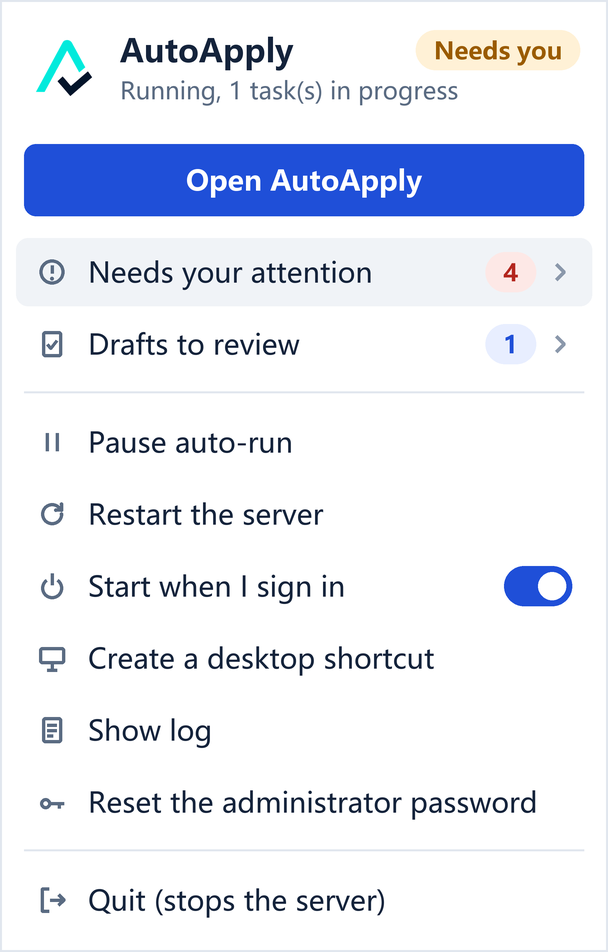 AutoApply
Needs you
Running, 1 task(s) in progress
Open AutoApply
Needs your attention 4
Drafts to review 1
Pause auto-run
Restart the server
Start when I sign in
Create a desktop shortcut
Show log
Reset the administrator password
Quit (stops the server)